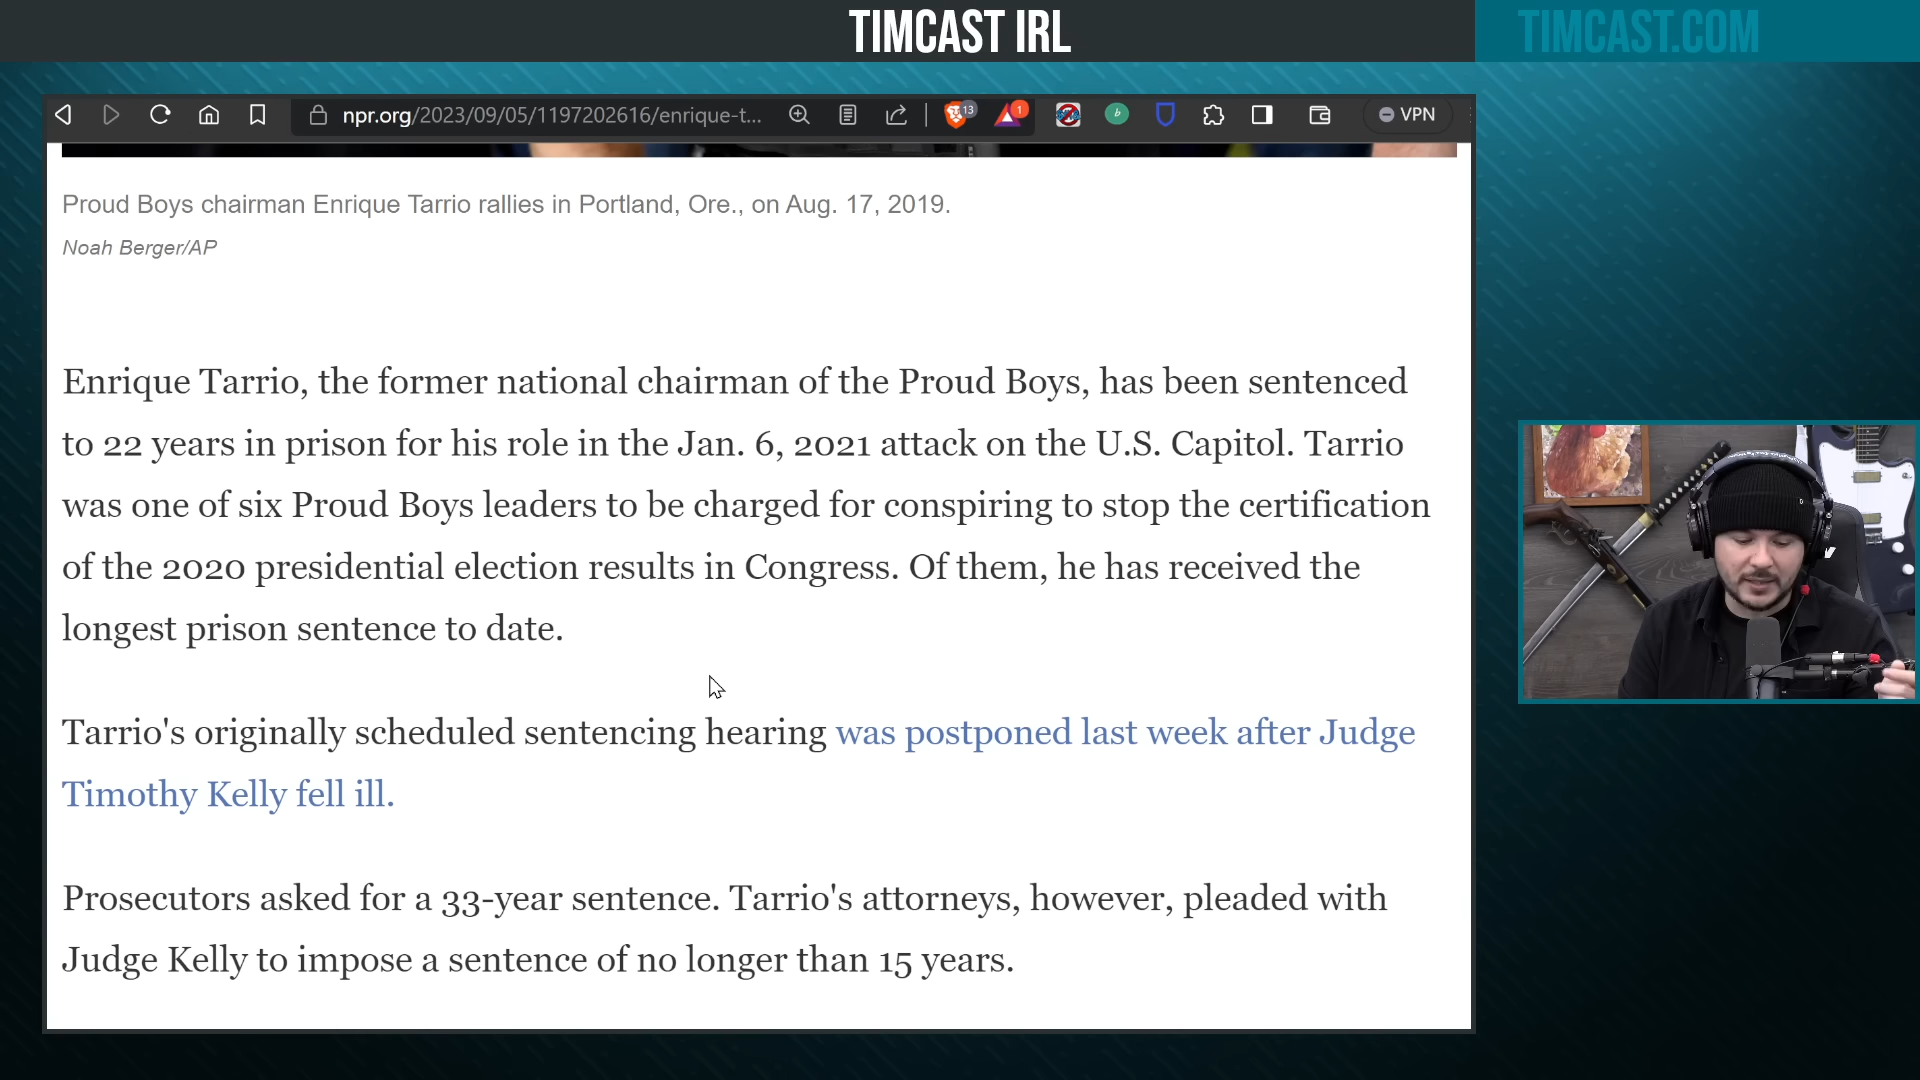 TIMCAST IRL
TIMCAST.COM
npr.org/2023/09/05/1197202616/enrique-t...
13
1
b
VPN
Proud Boys chairman Enrique Tarrio rallies in Portland, Ore., on Aug. 17, 2019.
Noah Berger/AP
Enrique Tarrio, the former national chairman of the Proud Boys, has been sentenced
to 22 years in prison for his role in the Jan. 6, 2021 attack on the U.S. Capitol. Tarrio
was one of six Proud Boys leaders to be charged for conspiring to stop the certification
of the 2020 presidential election results in Congress. Of them, he has received the
longest prison sentence to date.
Tarrio's originally scheduled sentencing hearing was postponed last week after Judge
Timothy Kelly fell ill.
Prosecutors asked for a 33-year sentence. Tarrio's attorneys, however, pleaded with
Judge Kelly to impose a sentence of no longer than 15 years.